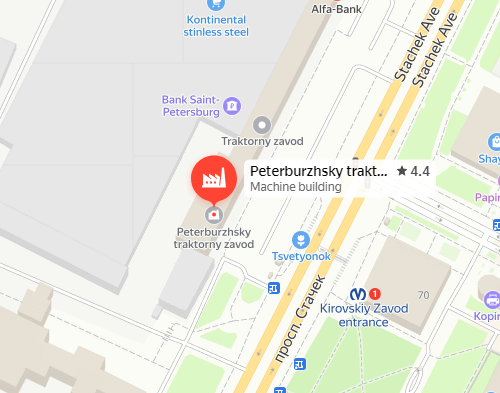 Alfa-Bank
Kontinental
stinless steel
Stachek Ave
Stachek Ave
Bank Saint-
Petersburg
Traktorny zavod
Peterburzhsky trakt... ★ 4.4
Machine building
Peterburzhsky
traktorny zavod
Tsvetyonok
просп. Стачек
1
Kirovskiy Zavod
entrance
70
Shay
Papir
Kopir